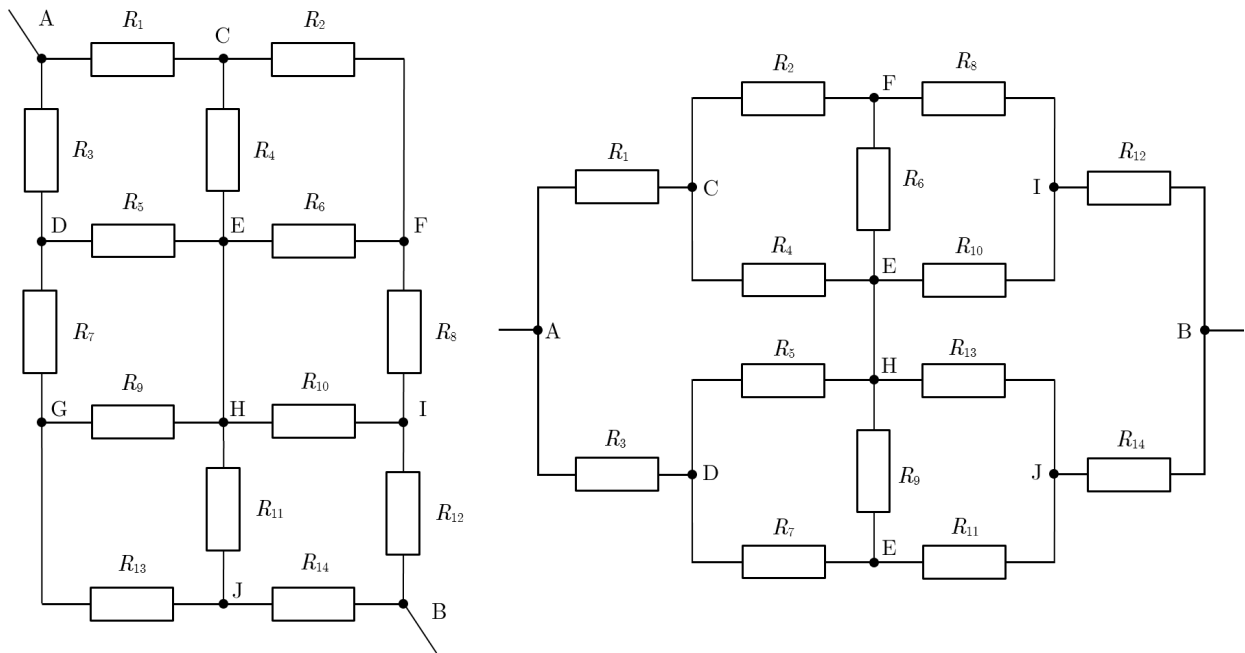 A R₁ C R₂
R₃ R₄
D R₅ E R₆ F
R₇ R₈
G R₉ H R₁₀ I
R₁₁ R₁₂
R₁₃ J R₁₄ B
R₂ F R₈
R₁ C R₆ I R₁₂
R₄ E R₁₀
A B
R₅ H R₁₃
R₃ D R₉ J R₁₄
R₇ E R₁₁